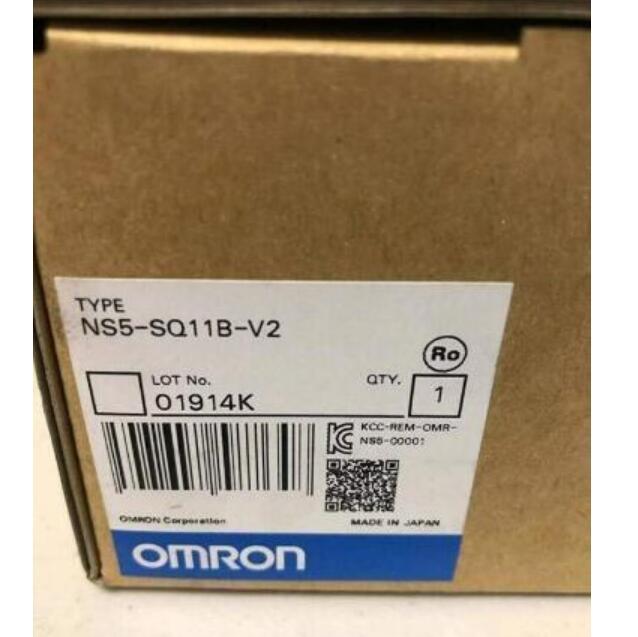 TYPE
NS5-SQ11B-V2
Ro
LOT No.
01914K
QTY.
1
KCC-REM-OMR-
NS5-00001
OMRON Corporation
MADE IN JAPAN
OMRON